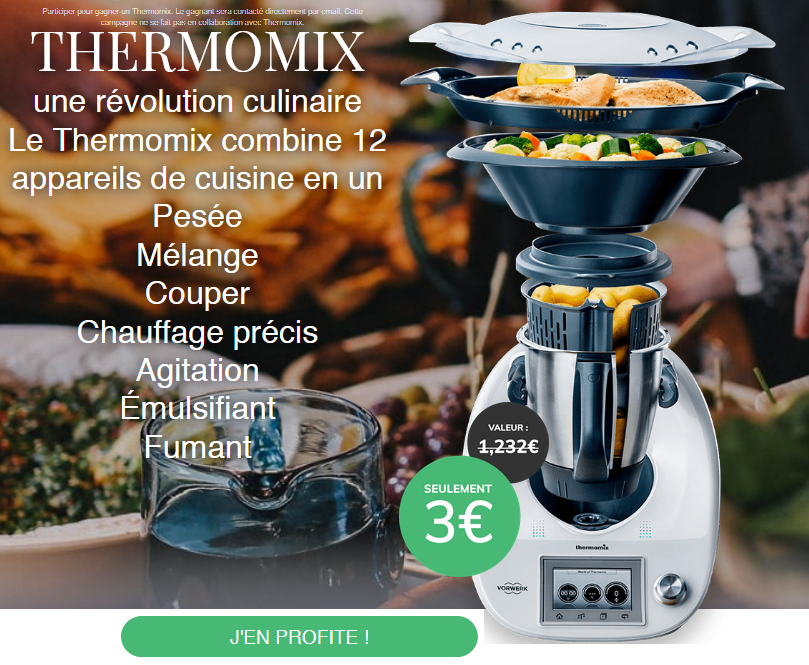 Participer pour gagner un Thermomix. Le gagnant sera contacté directement par email. Cette
campagne ne se fait pas en collaboration avec Thermomix.
THERMOMIX
une révolution culinaire
Le Thermomix combine 12
appareils de cuisine en un
Pesée
Mélange
Couper
Chauffage précis
Agitation
Émulsifiant
Fumant
VALEUR :
1,232€
SEULEMENT
3€
thermomix
VORWERK
J'EN PROFITE !